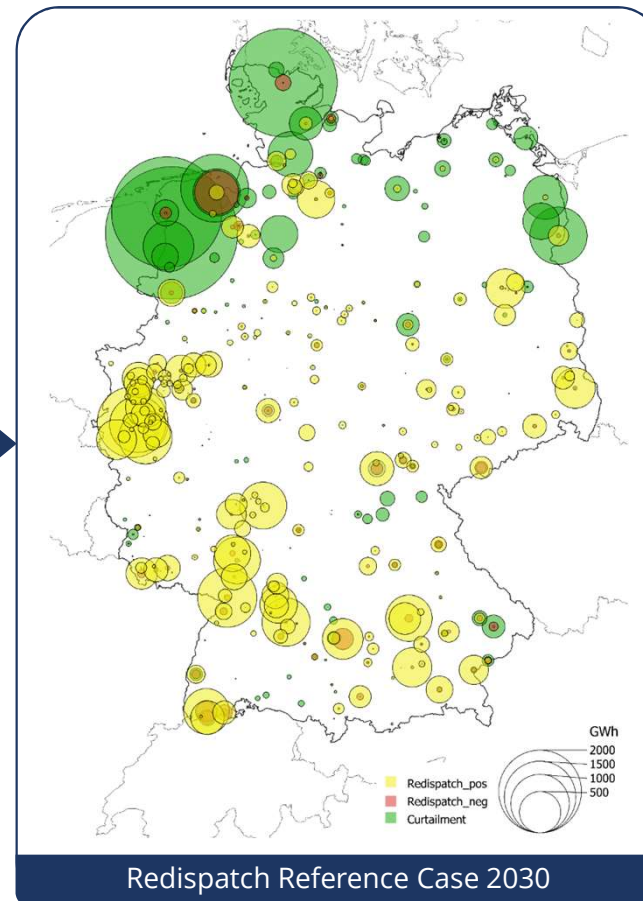 GWh
2000
1500
1000
500
Redispatch_pos
Redispatch_neg
Curtailment
Redispatch Reference Case 2030